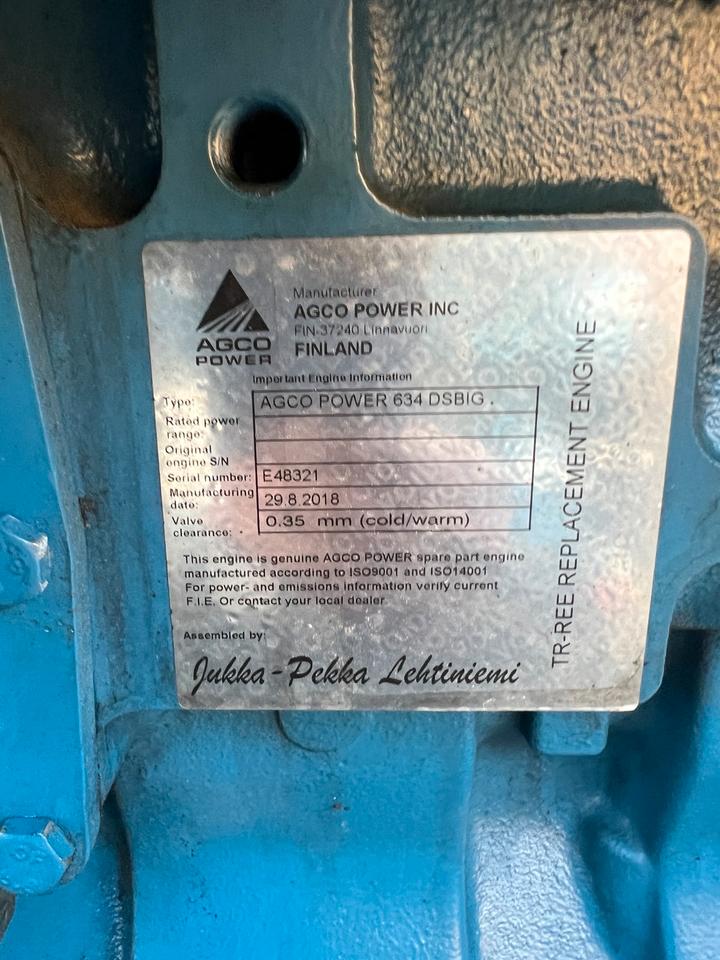 AGCO
POWER
Manufacturer
AGCO POWER INC
FIN-37240 Linnavuori
FINLAND
Important Engine Information
Type: AGCO POWER 634 DSBIG .
Rated power
range:
Original
engine S/N
Serial number: E48321
Manufacturing
date: 29.8.2018
Valve
clearance: 0.35 mm (cold/warm)
This engine is genuine AGCO POWER spare part engine
manufactured according to ISO9001 and ISO14001
For power- and emissions information verify current
F.I.E. Or contact your local dealer
Assembled by:
Jukka-Pekka Lehtiniemi
TR-REE REPLACEMENT ENGINE